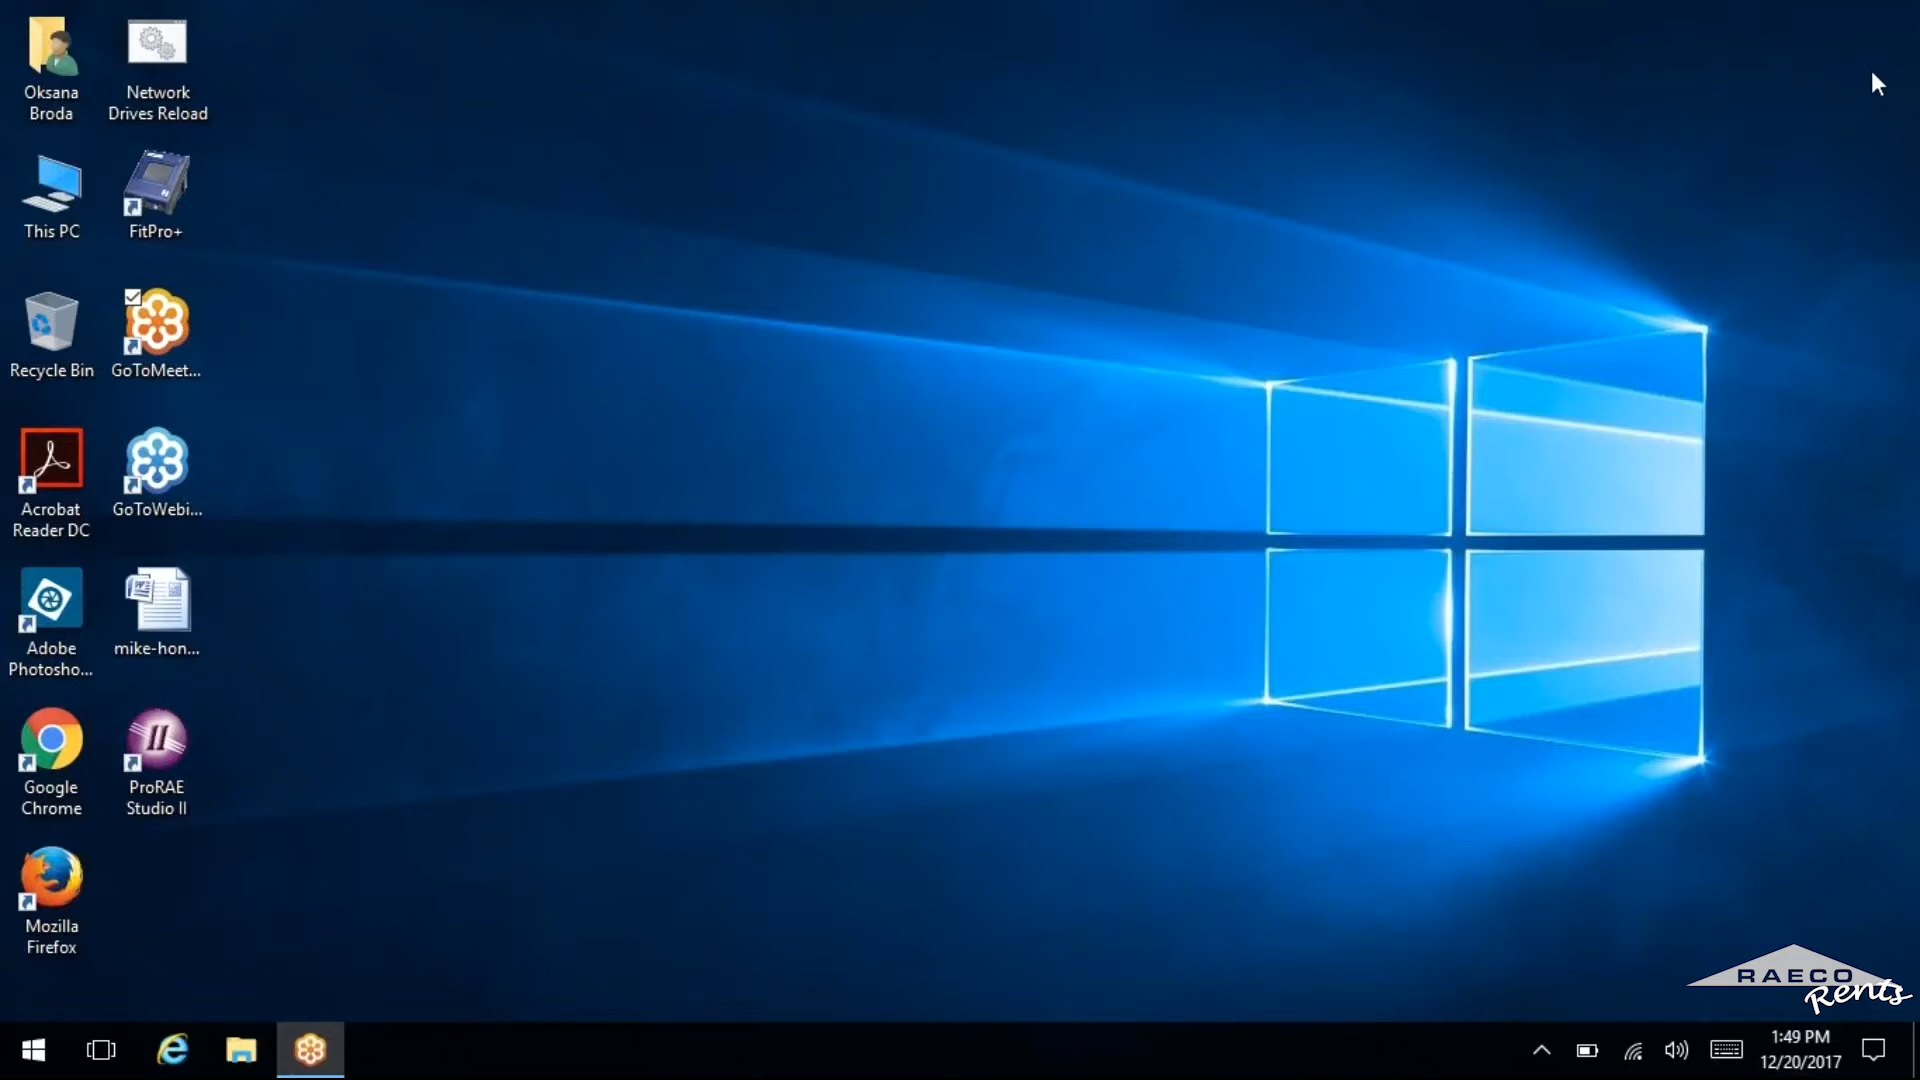 Oksana
Broda
Network
Drives Reload
This PC
FitPro+
Recycle Bin
GoToMeet...
Acrobat
Reader DC
GoToWebi...
Adobe
Photosho...
mike-hon...
Google
Chrome
ProRAE
Studio II
Mozilla
Firefox
RAECO
Rents
1:49 PM
12/20/2017